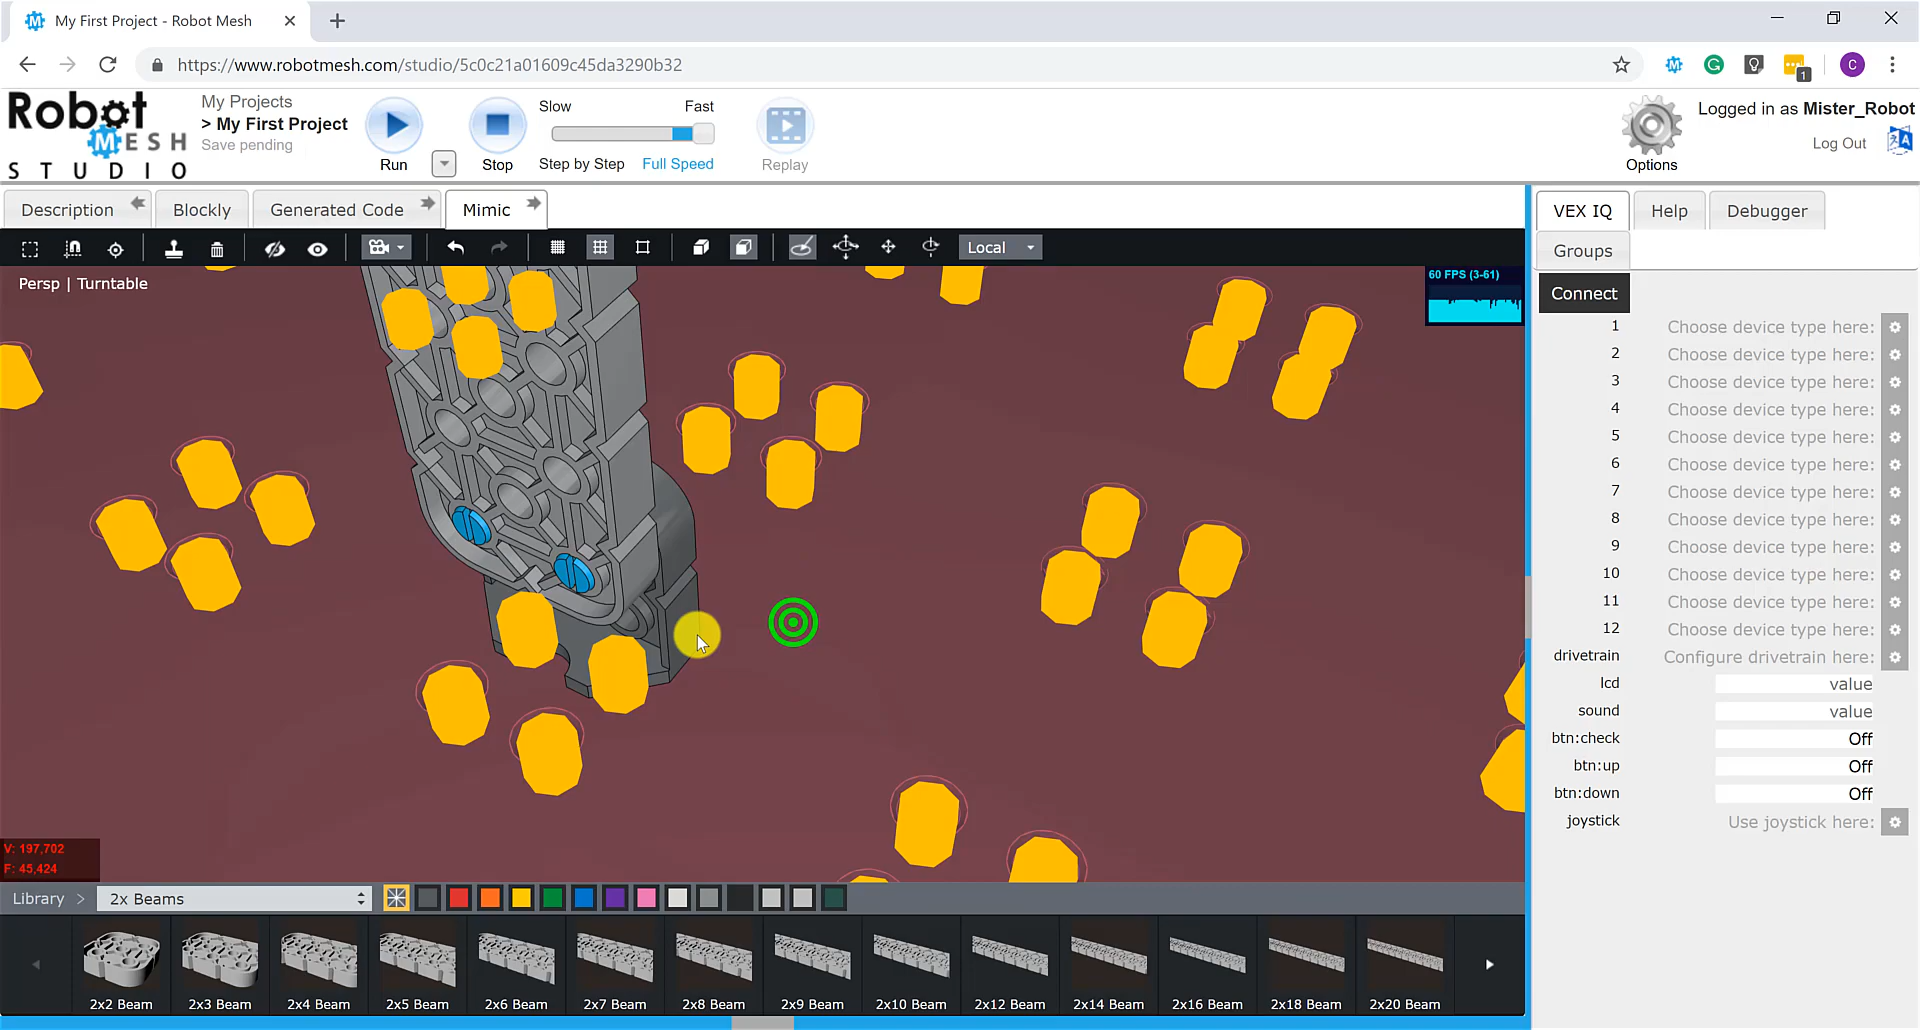 My First Project - Robot Mesh
https://www.robotmesh.com/studio/5c0c21a01609c45da3290b32
1
C
Robot
MESH
STUDIO
My Projects
> My First Project
Save pending
Run
Stop
Slow Fast
Step by Step Full Speed
Replay
Options
Logged in as Mister_Robot
Log Out
Description
Blockly
Generated Code
Mimic
VEX IQ
Help
Debugger
Groups
Local
Persp | Turntable
60 FPS (3-61)
Connect
1 Choose device type here:
2 Choose device type here:
3 Choose device type here:
4 Choose device type here:
5 Choose device type here:
6 Choose device type here:
7 Choose device type here:
8 Choose device type here:
9 Choose device type here:
10 Choose device type here:
11 Choose device type here:
12 Choose device type here:
drivetrain Configure drivetrain here:
lcd value
sound value
btn:check Off
btn:up Off
btn:down Off
joystick Use joystick here:
V: 197,702
F: 45,424
Library > 2x Beams
2x2 Beam
2x3 Beam
2x4 Beam
2x5 Beam
2x6 Beam
2x7 Beam
2x8 Beam
2x9 Beam
2x10 Beam
2x12 Beam
2x14 Beam
2x16 Beam
2x18 Beam
2x20 Beam